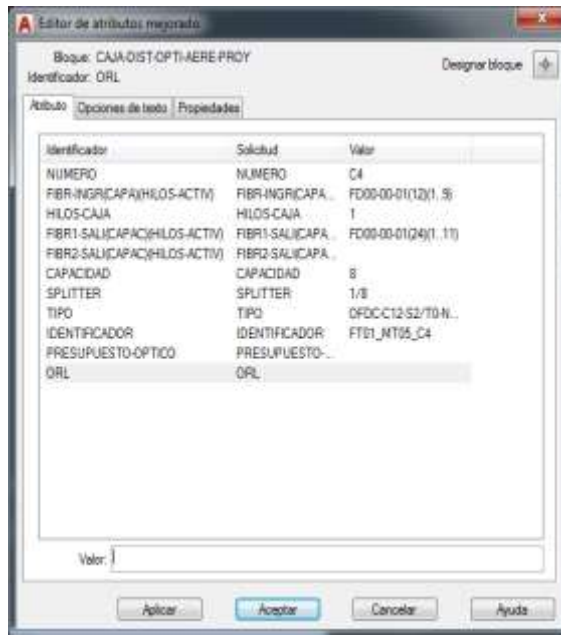 Editor de atributos mejorado
Bloque: CAJA-DIST-OPTI-AERE-PROY
Designar bloque
Identificador: ORL
Atributo Opciones de texto Propiedades
Identificador Solicitud Valor
NUMERO NUMERO C4
FIBR-INGR(CAPA)(HILOS-ACTIV) FIBR-INGR(CAPA... FD00-00-01(12)(1..9)
HILOS-CAJA HILOS-CAJA 1
FIBR1-SALI(CAPAC)(HILOS-ACTIV) FIBR1-SALI(CAPA... FD00-00-01(24)(1..11)
FIBR2-SALI(CAPAC)(HILOS-ACTIV) FIBR2-SALI(CAPA...
CAPACIDAD CAPACIDAD 8
SPLITTER SPLITTER 1/8
TIPO TIPO OFDC-C12-S2/T0-N...
IDENTIFICADOR IDENTIFICADOR FT01_MT05_C4
PRESUPUESTO-OPTICO PRESUPUESTO-...
ORL ORL
Valor:
Aplicar Aceptar Cancelar Ayuda